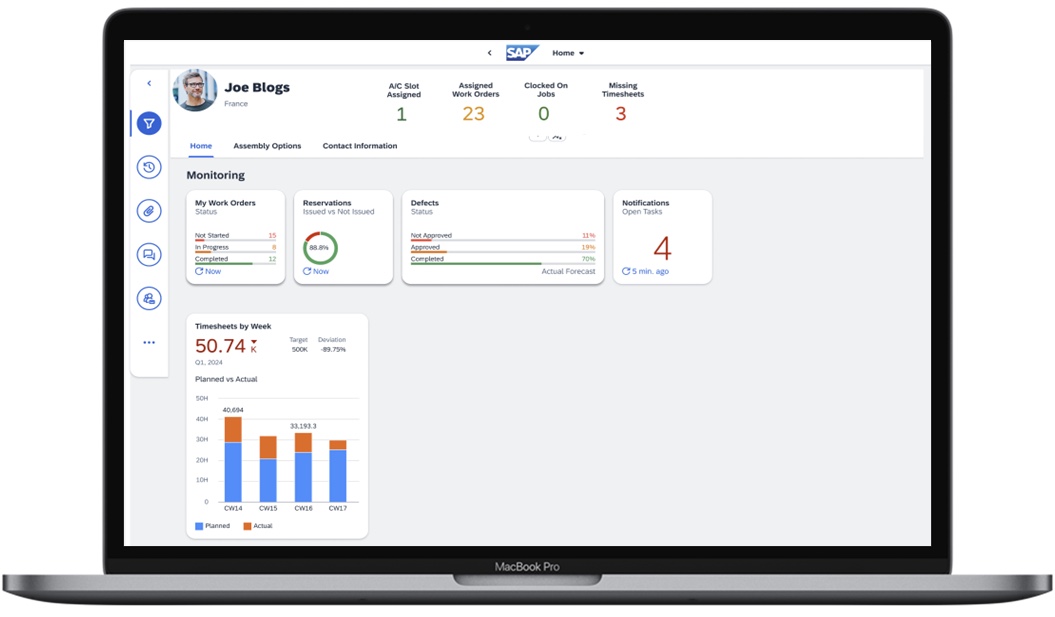 SAP Home
Joe Blogs
France
A/C Slot
Assigned
1
Assigned
Work Orders
23
Clocked On
Jobs
0
Missing
Timesheets
3
Home Assembly Options Contact Information
Monitoring
My Work Orders
Status
Not Started 15
In Progress 8
Completed 12
Now
Reservations
Issued vs Not Issued
88.8%
Now
Defects
Status
Not Approved 11%
Approved 19%
Completed 70%
Actual Forecast
Notifications
Open Tasks
4
5 min. ago
Timesheets by Week
50.74 K
Q1, 2024
Target
500K
Deviation
-89.75%
Planned vs Actual
50H
40H
30H
20H
10H
0
40,694
33,193.3
CW14 CW15 CW16 CW17
Planned Actual
MacBook Pro